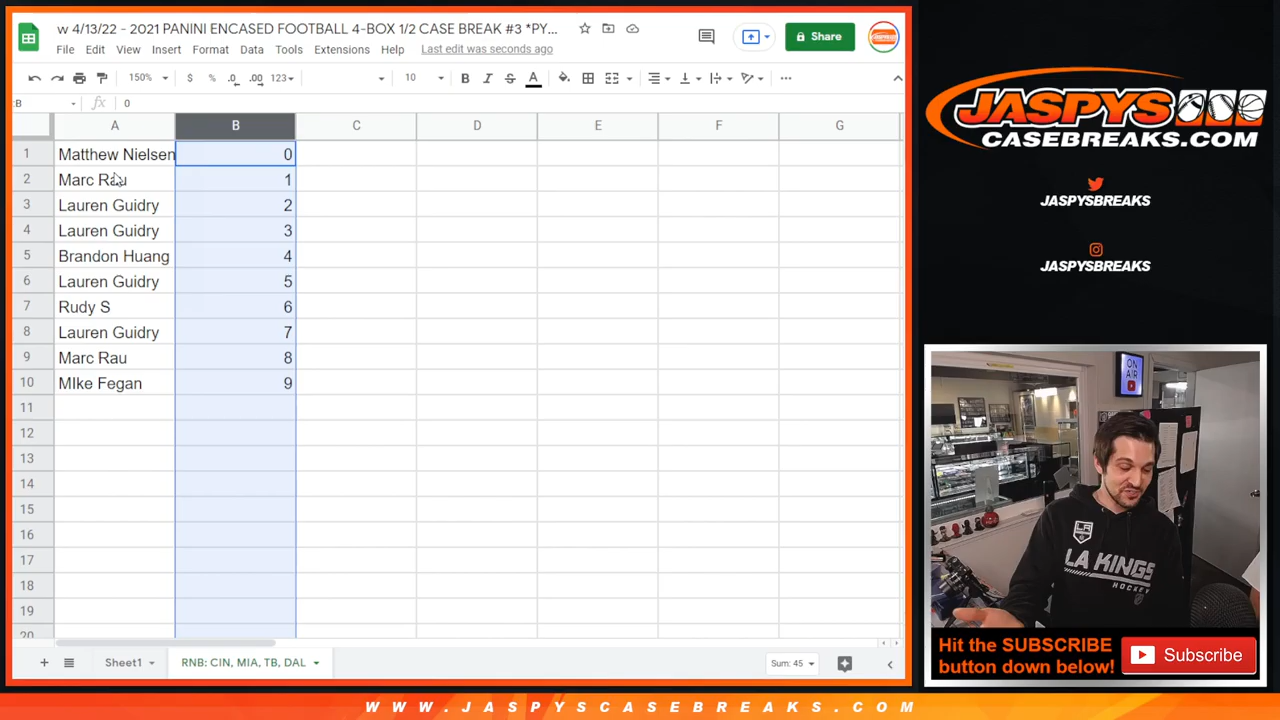 w 4/13/22 - 2021 PANINI ENCASED FOOTBALL 4-BOX 1/2 CASE BREAK #3 *PY...
File Edit View Insert Format Data Tools Extensions Help Last edit was seconds ago
Share
150% $ % .0 .00 123 10 B I S A
:B fx 0
A B C D E F G
1 Matthew Nielsen 0
2 Marc Rau 1
3 Lauren Guidry 2
4 Lauren Guidry 3
5 Brandon Huang 4
6 Lauren Guidry 5
7 Rudy S 6
8 Lauren Guidry 7
9 Marc Rau 8
10 MIke Fegan 9
11
12
13
14
15
16
17
18
19
20
Sheet1 RNB: CIN, MIA, TB, DAL Sum: 45
JASPYS
CASEBREAKS.COM
JASPYSBREAKS
JASPYSBREAKS
ON
AIR
LA KINGS
HOCKEY
Hit the SUBSCRIBE
button down below!
Subscribe
WWW.JASPYSCASEBREAKS.COM